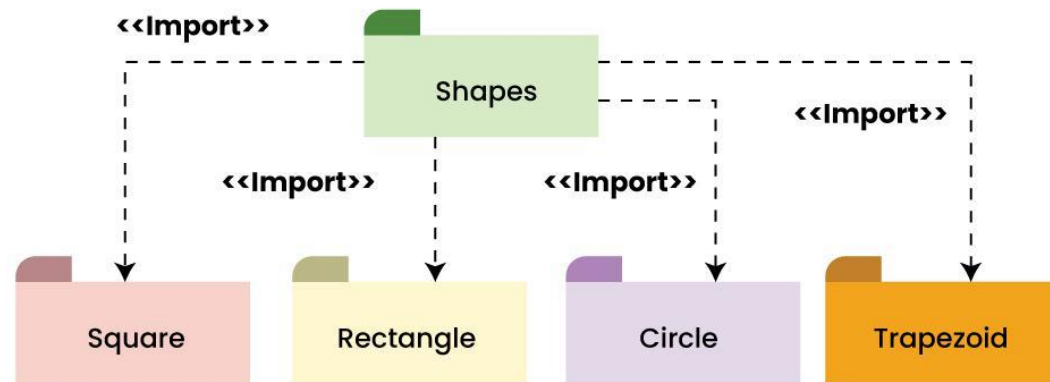 <<Import>>
Shapes
<<Import>>
<<Import>>
<<Import>>
Square
Rectangle
Circle
Trapezoid